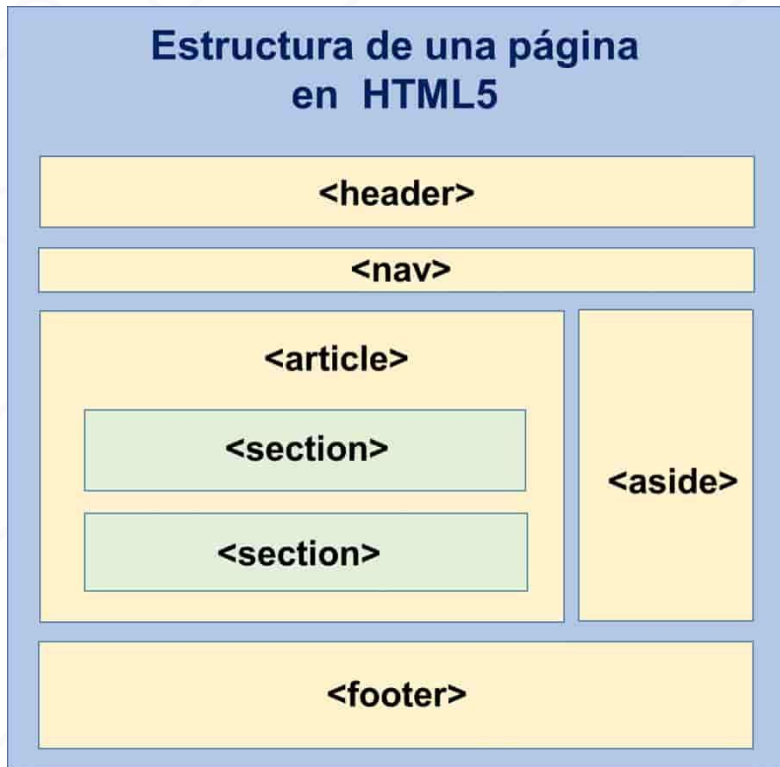 Estructura de una página
en HTML5
<header>
<nav>
<article>
<section>
<section>
<aside>
<footer>